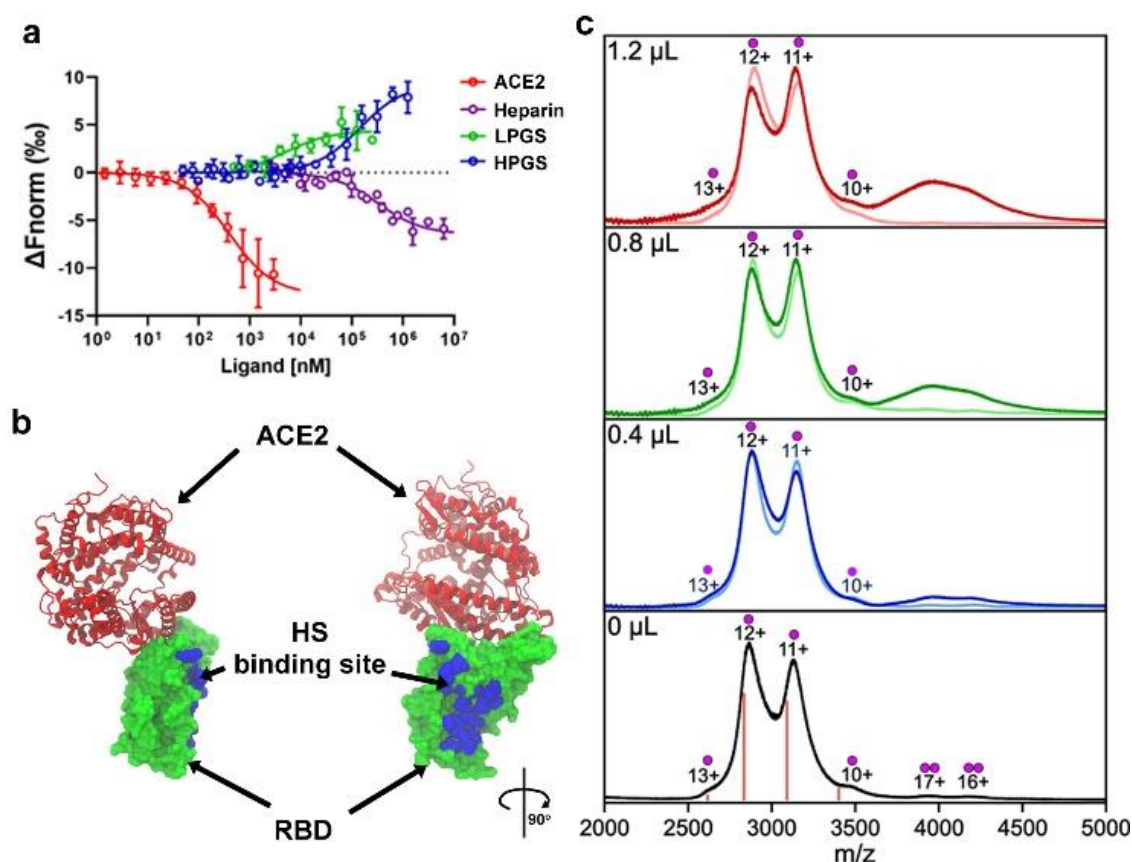 a
ΔFnorm (‰)
10
5
0
-5
-10
-15
10⁰ 10¹ 10² 10³ 10⁴ 10⁵ 10⁶ 10⁷
Ligand [nM]
ACE2
Heparin
LPGS
HPGS
b
ACE2
HS
binding site
RBD
90°
c
1.2 µL
12+ 11+
13+ 10+
0.8 µL
12+ 11+
13+ 10+
0.4 µL
12+ 11+
13+ 10+
0 µL
12+ 11+
13+ 10+ 17+ 16+
2000 2500 3000 3500 4000 4500 5000
m/z